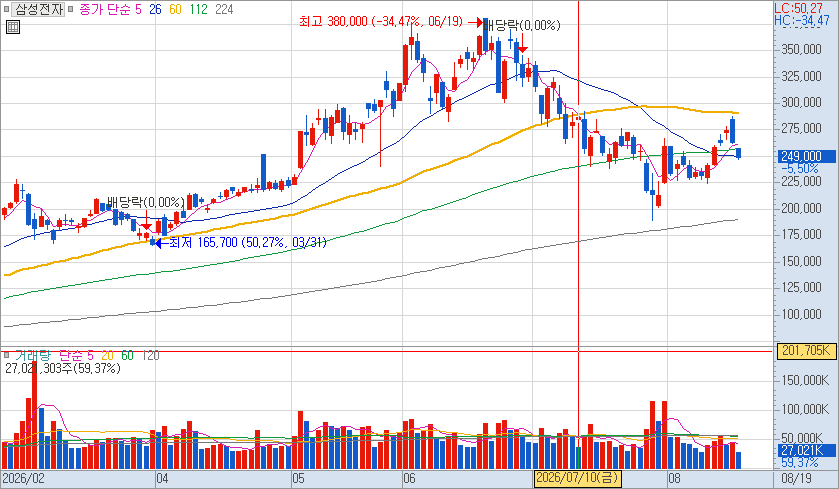 삼성전자 종가 단순 5 26 60 112 224
LC:50,27
HC:-34,47
최고 380,000 (-34,47%, 06/19)
배당락(0,00%)
350,000
325,000
300,000
275,000
249,000
-5,50%
225,000
배당락(0,00%)
200,000
최저 165,700 (50,27%, 03/31)
175,000
150,000
125,000
100,000
거래량 단순 5 20 60 120
201,705K
27,021,303주(59,37%)
150,000K
100,000K
50,000K
27,021K
59,37%
2026/02 04 05 06 2026/07/10(금) 08 08/19